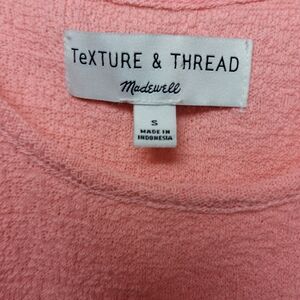 TeXTURE & THREAD
Madewell
S
MADE IN
INDONESIA